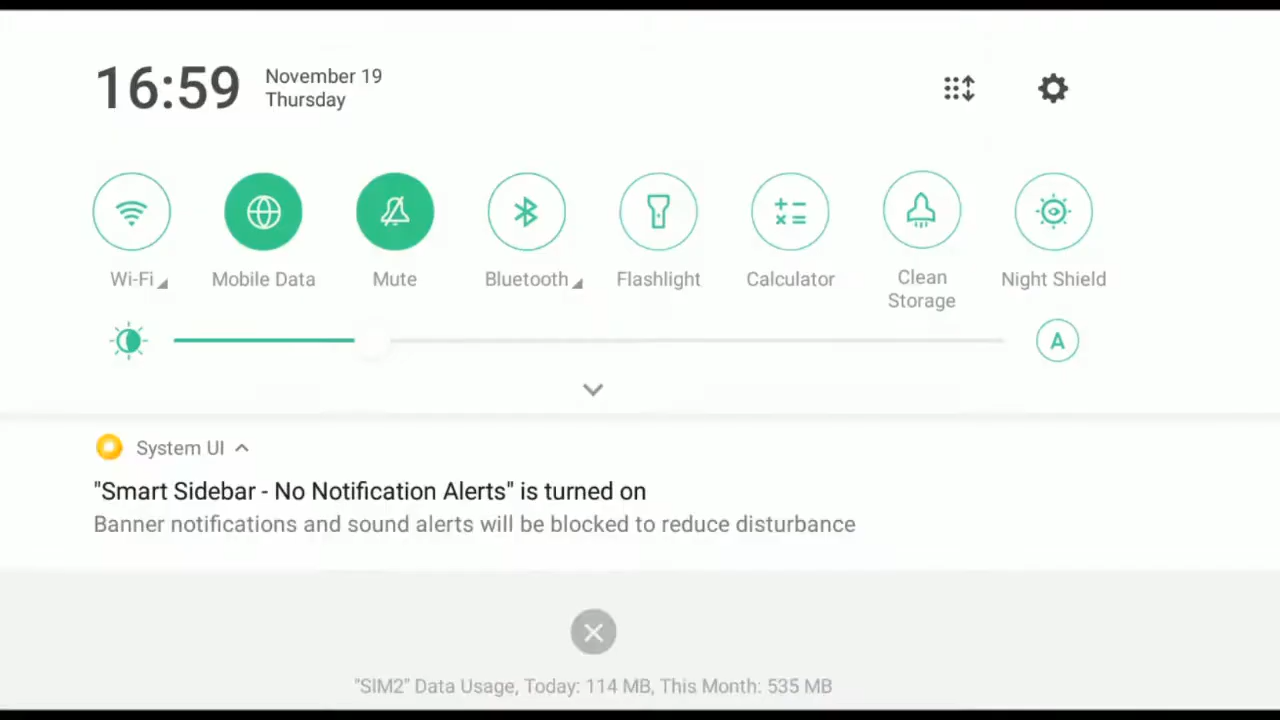 16:59
November 19
Thursday
Wi-Fi
Mobile Data
Mute
Bluetooth
Flashlight
Calculator
Clean
Storage
Night Shield
A
System UI
"Smart Sidebar - No Notification Alerts" is turned on
Banner notifications and sound alerts will be blocked to reduce disturbance
"SIM2" Data Usage, Today: 114 MB, This Month: 535 MB